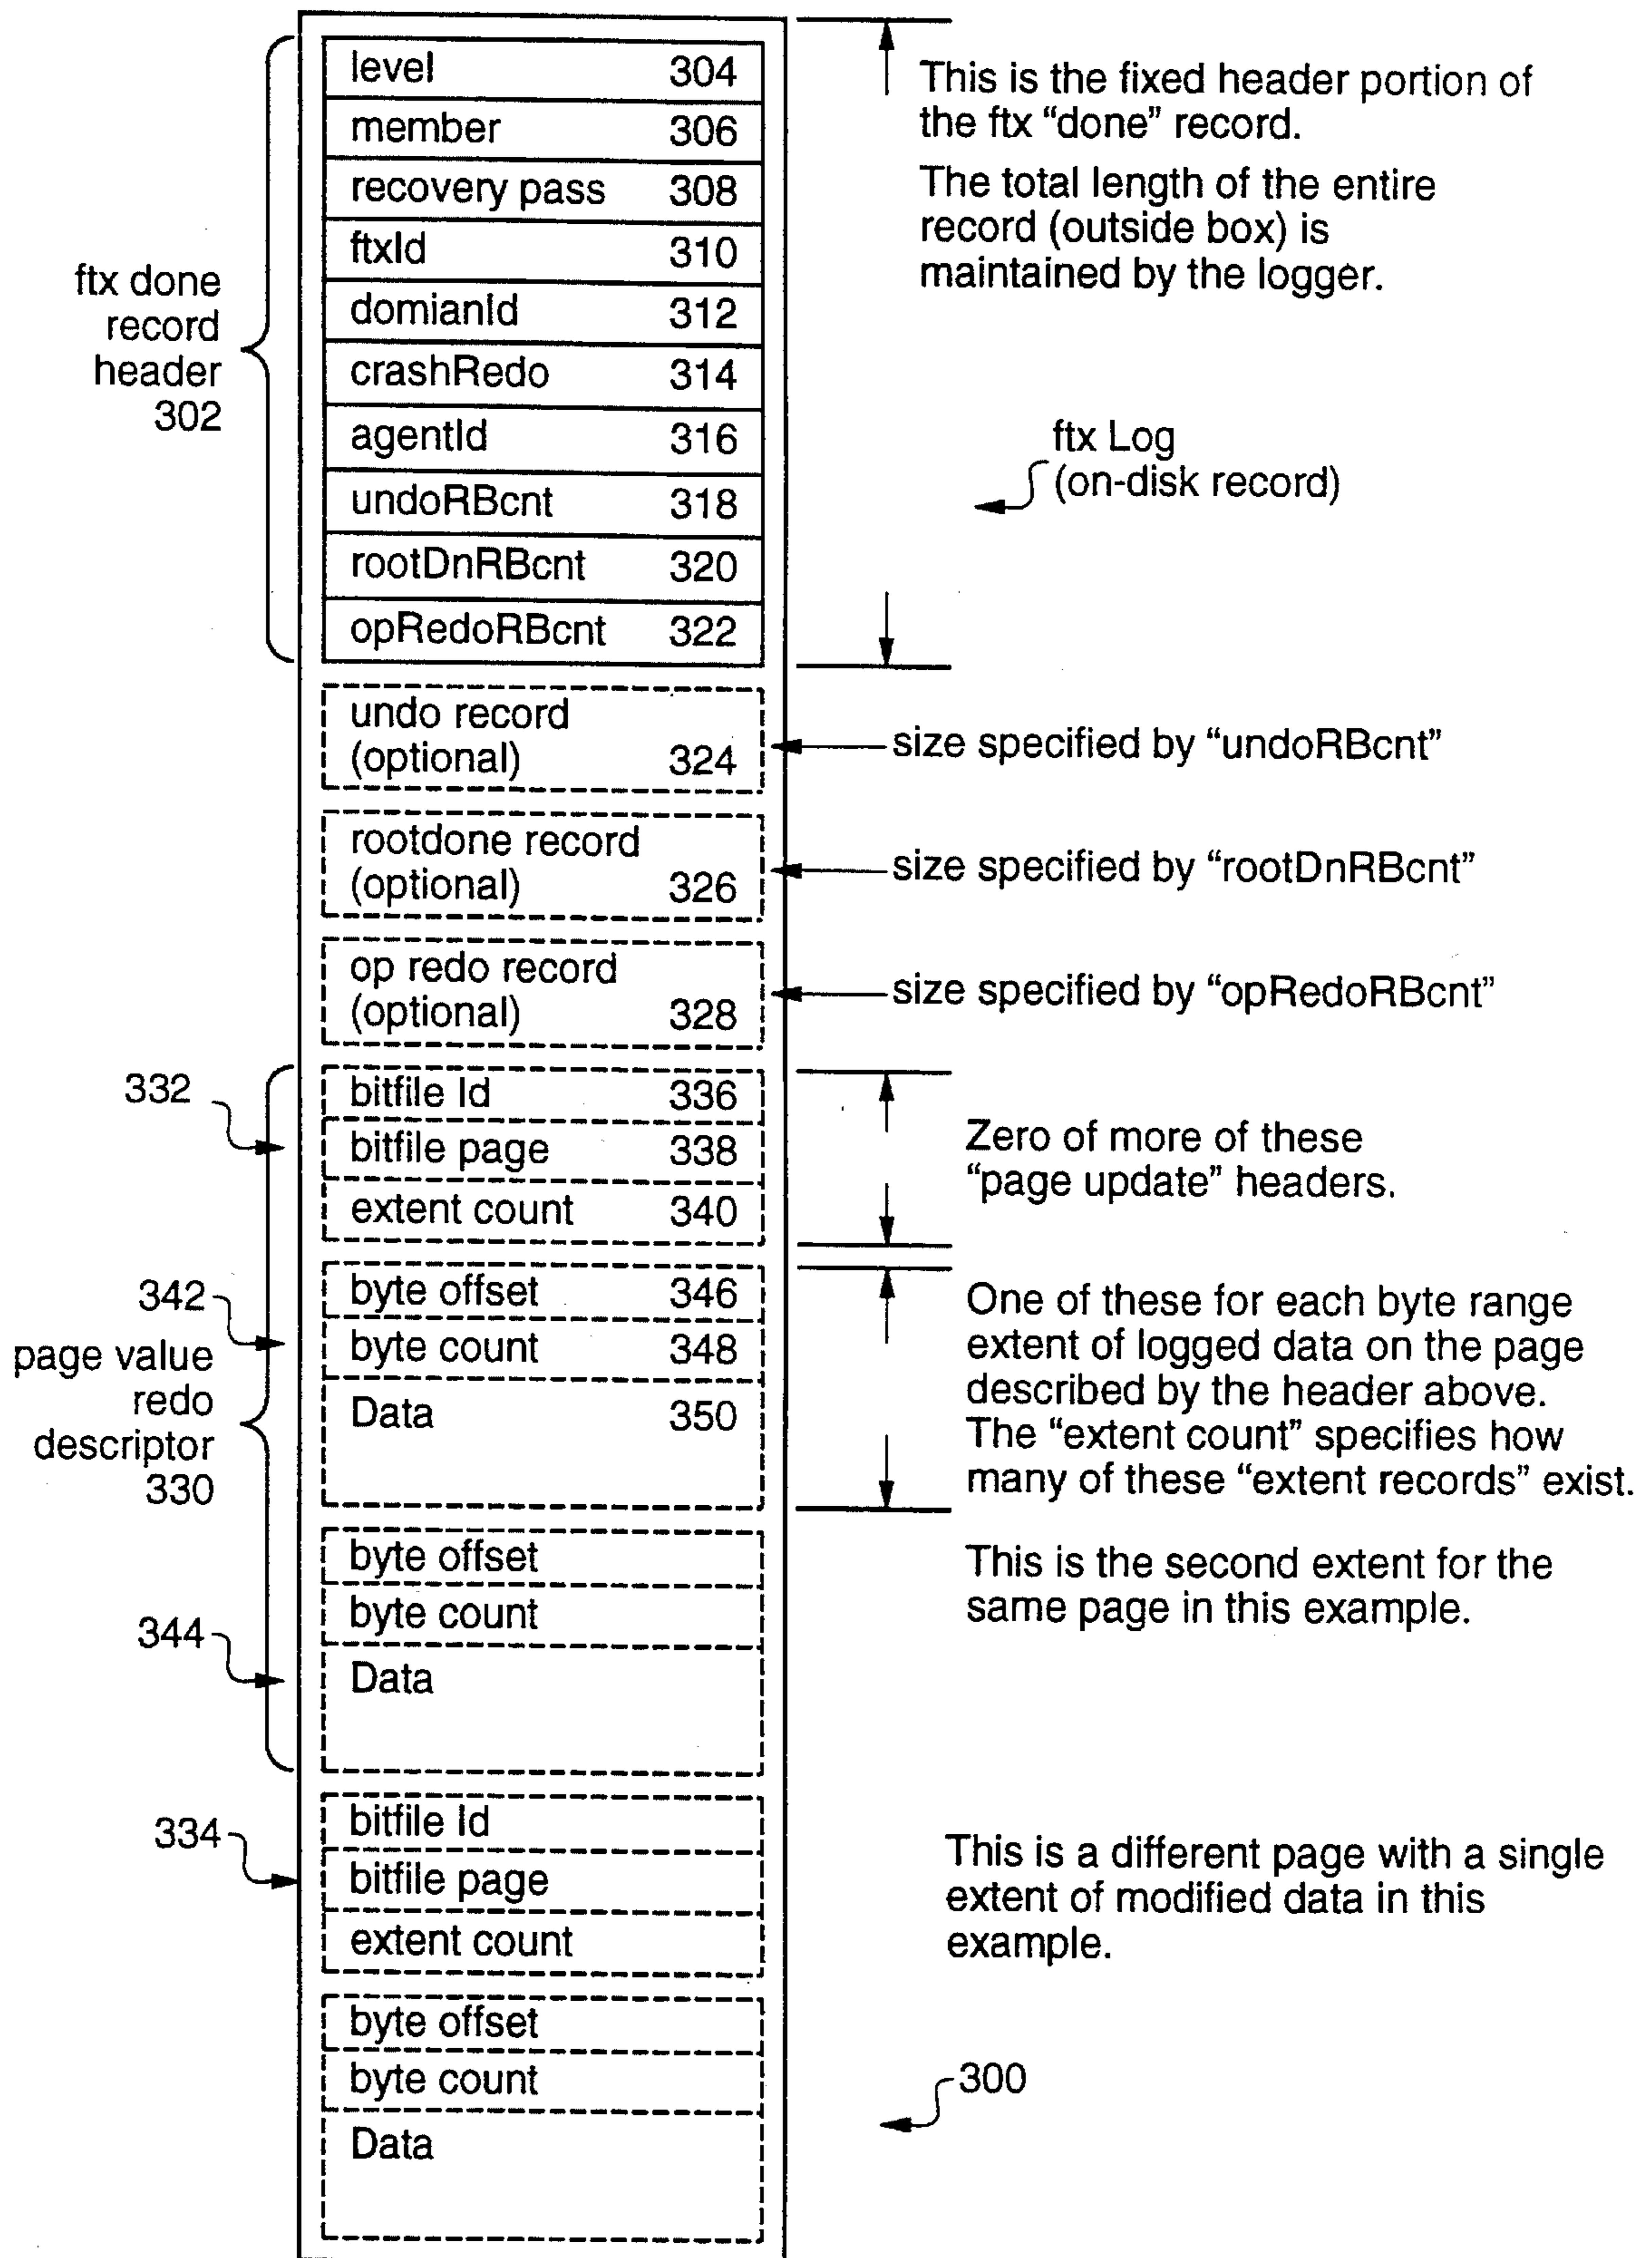 level 304
member 306
recovery pass 308
ftxId 310
domianId 312
crashRedo 314
agentId 316
undoRBcnt 318
rootDnRBcnt 320
opRedoRBcnt 322
ftx done
record
header
302
This is the fixed header portion of
the ftx “done” record.
The total length of the entire
record (outside box) is
maintained by the logger.
ftx Log
(on-disk record)
undo record
(optional) 324
size specified by “undoRBcnt”
rootdone record
(optional) 326
size specified by “rootDnRBcnt”
op redo record
(optional) 328
size specified by “opRedoRBcnt”
332
bitfile Id 336
bitfile page 338
extent count 340
Zero of more of these
“page update” headers.
342
page value
redo
descriptor
330
byte offset 346
byte count 348
Data 350
One of these for each byte range
extent of logged data on the page
described by the header above.
The “extent count” specifies how
many of these “extent records” exist.
344
byte offset
byte count
Data
This is the second extent for the
same page in this example.
334
bitfile Id
bitfile page
extent count
This is a different page with a single
extent of modified data in this
example.
byte offset
byte count
Data
300